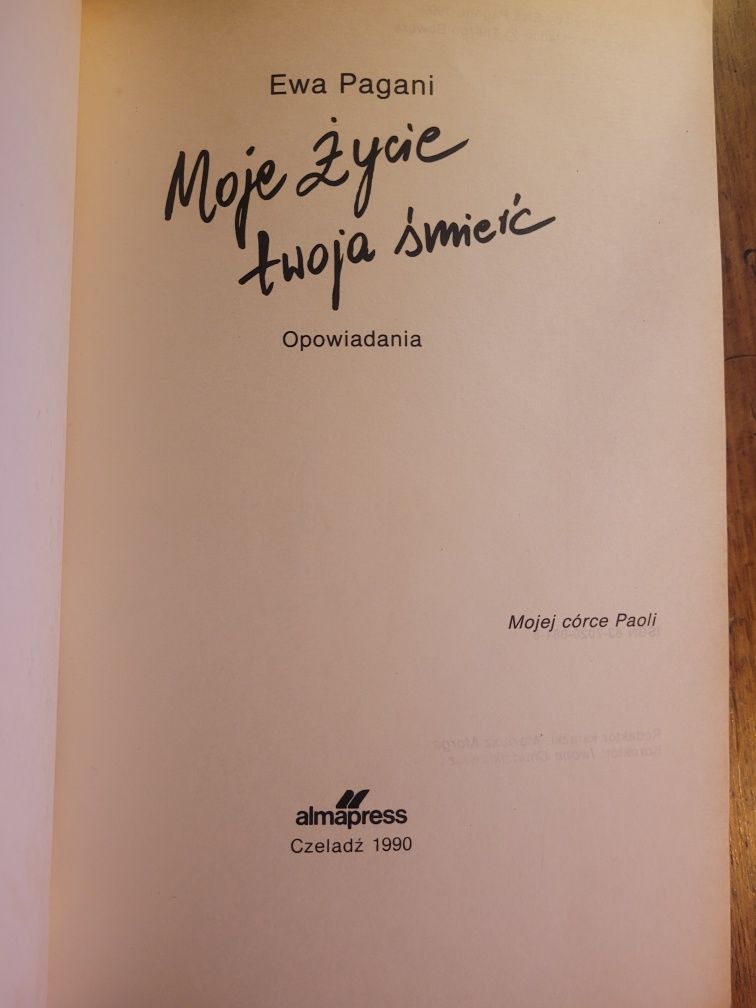 Ewa Pagani
Moje Życie
twoja śmierć
Opowiadania
Mojej córce Paoli
almapress
Czeladź 1990